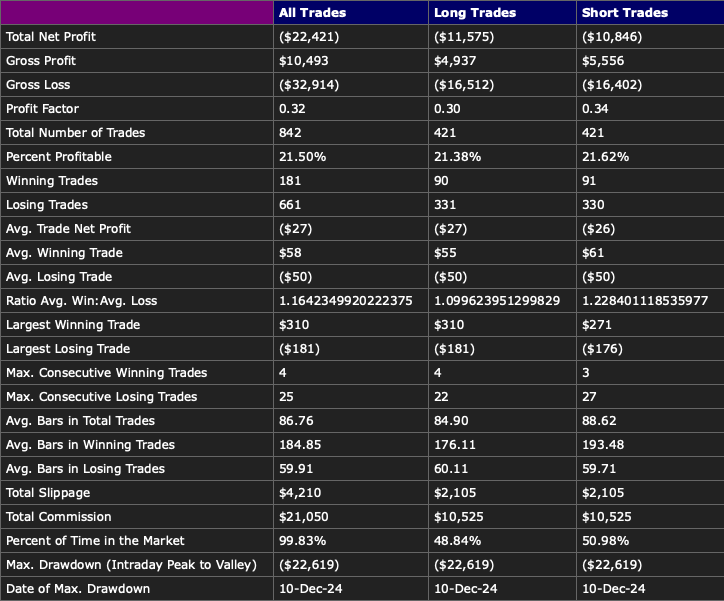 All Trades Long Trades Short Trades
Total Net Profit ($22,421) ($11,575) ($10,846)
Gross Profit $10,493 $4,937 $5,556
Gross Loss ($32,914) ($16,512) ($16,402)
Profit Factor 0.32 0.30 0.34
Total Number of Trades 842 421 421
Percent Profitable 21.50% 21.38% 21.62%
Winning Trades 181 90 91
Losing Trades 661 331 330
Avg. Trade Net Profit ($27) ($27) ($26)
Avg. Winning Trade $58 $55 $61
Avg. Losing Trade ($50) ($50) ($50)
Ratio Avg. Win:Avg. Loss 1.1642349920222375 1.099623951299829 1.228401118535977
Largest Winning Trade $310 $310 $271
Largest Losing Trade ($181) ($181) ($176)
Max. Consecutive Winning Trades 4 4 3
Max. Consecutive Losing Trades 25 22 27
Avg. Bars in Total Trades 86.76 84.90 88.62
Avg. Bars in Winning Trades 184.85 176.11 193.48
Avg. Bars in Losing Trades 59.91 60.11 59.71
Total Slippage $4,210 $2,105 $2,105
Total Commission $21,050 $10,525 $10,525
Percent of Time in the Market 99.83% 48.84% 50.98%
Max. Drawdown (Intraday Peak to Valley) ($22,619) ($22,619) ($22,619)
Date of Max. Drawdown 10-Dec-24 10-Dec-24 10-Dec-24